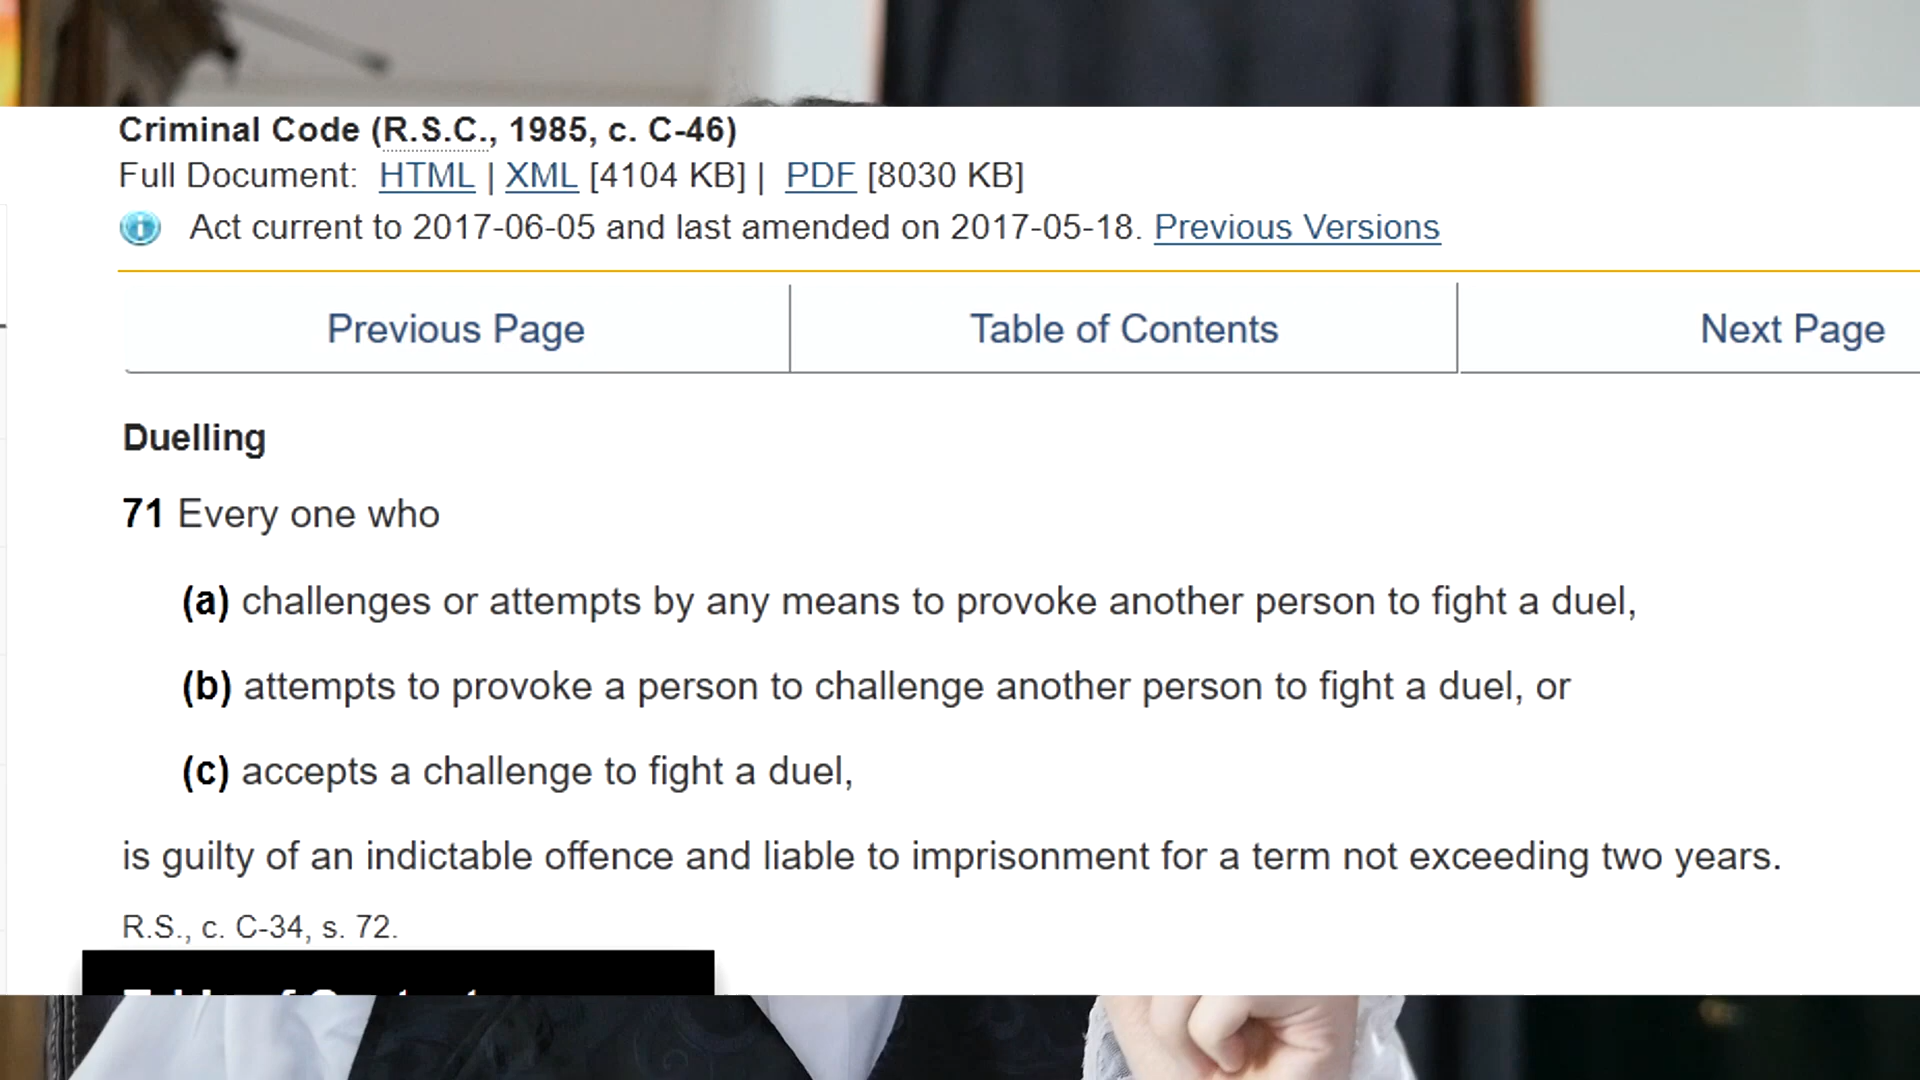 Criminal Code (R.S.C., 1985, c. C-46)
Full Document: HTML | XML [4104 KB] | PDF [8030 KB]
Act current to 2017-06-05 and last amended on 2017-05-18. Previous Versions
Previous Page
Table of Contents
Next Page
Duelling
71 Every one who
(a) challenges or attempts by any means to provoke another person to fight a duel,
(b) attempts to provoke a person to challenge another person to fight a duel, or
(c) accepts a challenge to fight a duel,
is guilty of an indictable offence and liable to imprisonment for a term not exceeding two years.
R.S., c. C-34, s. 72.